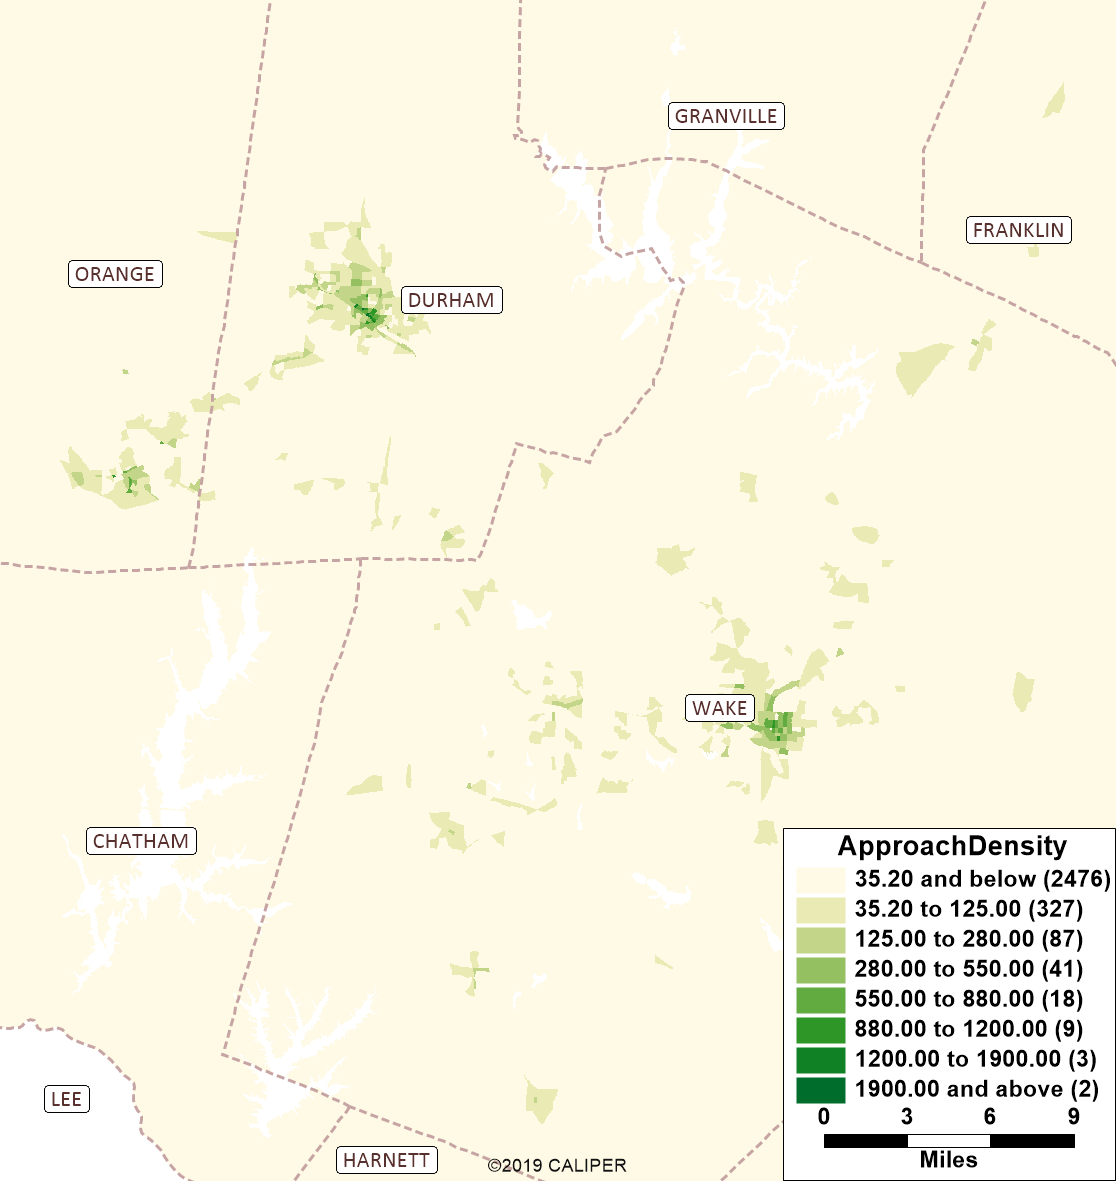 GRANVILLE
FRANKLIN
ORANGE
DURHAM
WAKE
CHATHAM
LEE
HARNETT
©2019 CALIPER
ApproachDensity
35.20 and below (2476)
35.20 to 125.00 (327)
125.00 to 280.00 (87)
280.00 to 550.00 (41)
550.00 to 880.00 (18)
880.00 to 1200.00 (9)
1200.00 to 1900.00 (3)
1900.00 and above (2)
0 3 6 9
Miles